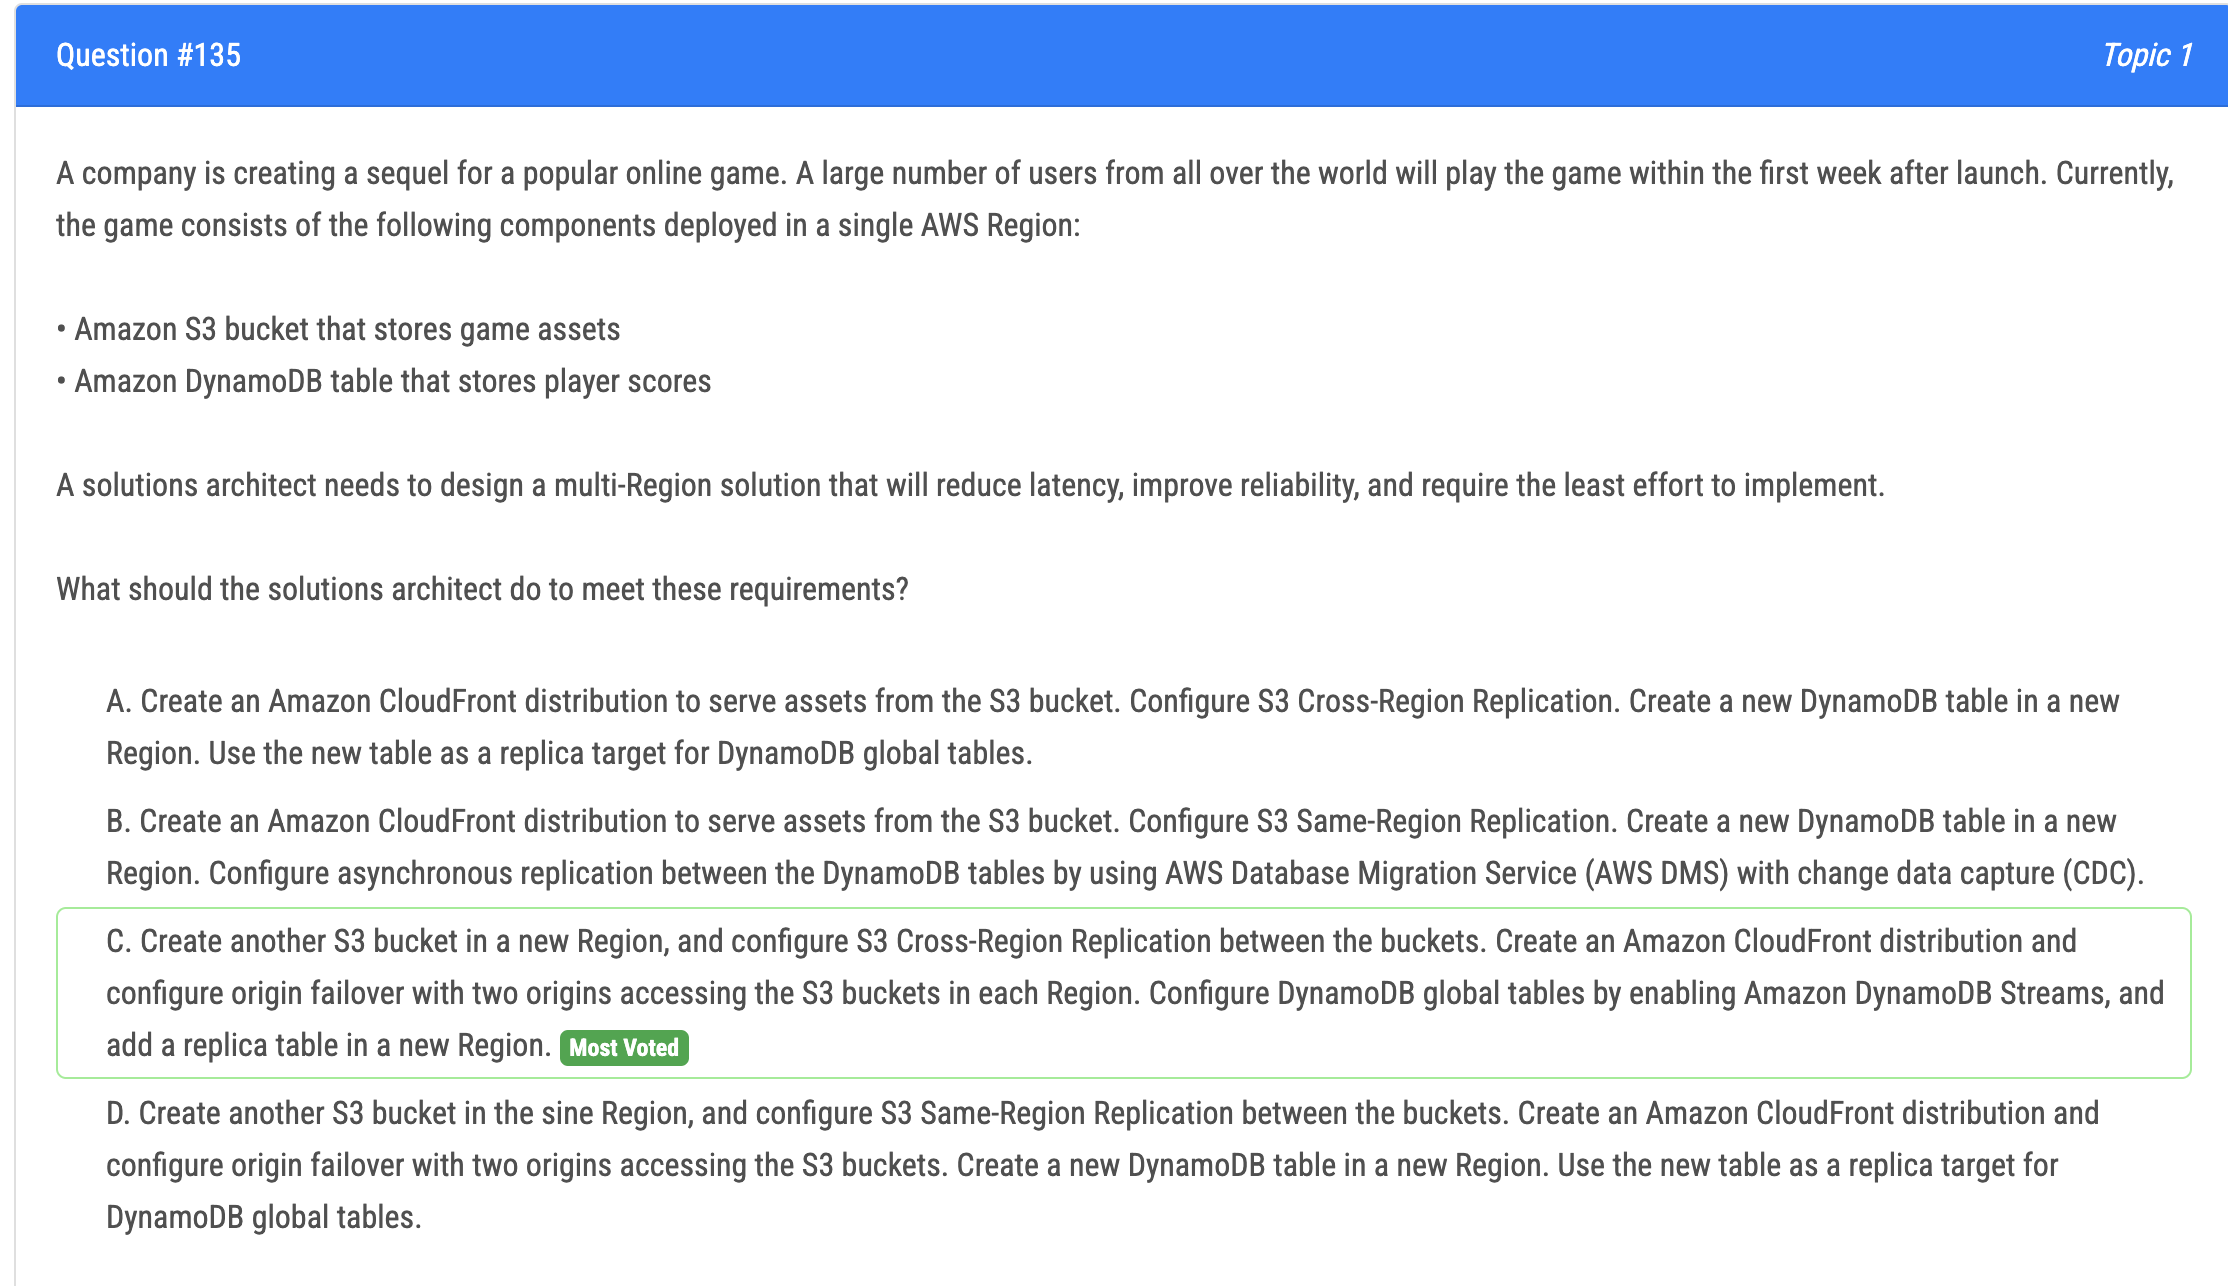 Question #135
Topic 1
A company is creating a sequel for a popular online game. A large number of users from all over the world will play the game within the first week after launch. Currently,
the game consists of the following components deployed in a single AWS Region:
• Amazon S3 bucket that stores game assets
• Amazon DynamoDB table that stores player scores
A solutions architect needs to design a multi-Region solution that will reduce latency, improve reliability, and require the least effort to implement.
What should the solutions architect do to meet these requirements?
A. Create an Amazon CloudFront distribution to serve assets from the S3 bucket. Configure S3 Cross-Region Replication. Create a new DynamoDB table in a new
Region. Use the new table as a replica target for DynamoDB global tables.
B. Create an Amazon CloudFront distribution to serve assets from the S3 bucket. Configure S3 Same-Region Replication. Create a new DynamoDB table in a new
Region. Configure asynchronous replication between the DynamoDB tables by using AWS Database Migration Service (AWS DMS) with change data capture (CDC).
C. Create another S3 bucket in a new Region, and configure S3 Cross-Region Replication between the buckets. Create an Amazon CloudFront distribution and
configure origin failover with two origins accessing the S3 buckets in each Region. Configure DynamoDB global tables by enabling Amazon DynamoDB Streams, and
add a replica table in a new Region. Most Voted
D. Create another S3 bucket in the sine Region, and configure S3 Same-Region Replication between the buckets. Create an Amazon CloudFront distribution and
configure origin failover with two origins accessing the S3 buckets. Create a new DynamoDB table in a new Region. Use the new table as a replica target for
DynamoDB global tables.